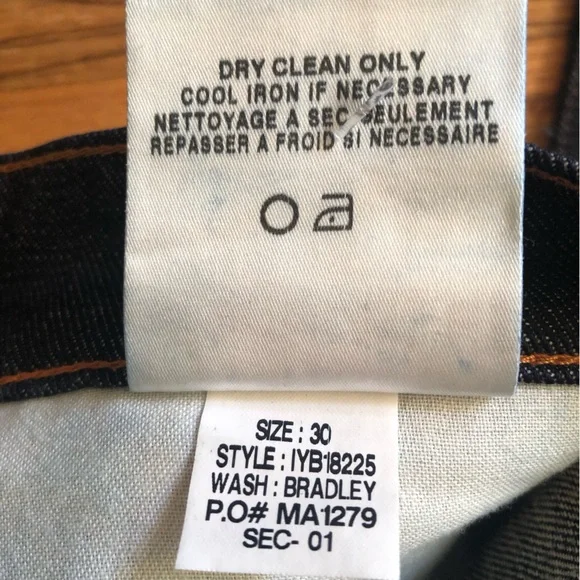 DRY CLEAN ONLY
COOL IRON IF NECESSARY
NETTOYAGE A SEC SEULEMENT
REPASSER A FROID SI NECESSAIRE
SIZE : 30
STYLE : IYB18225
WASH : BRADLEY
P.O# MA1279
SEC- 01